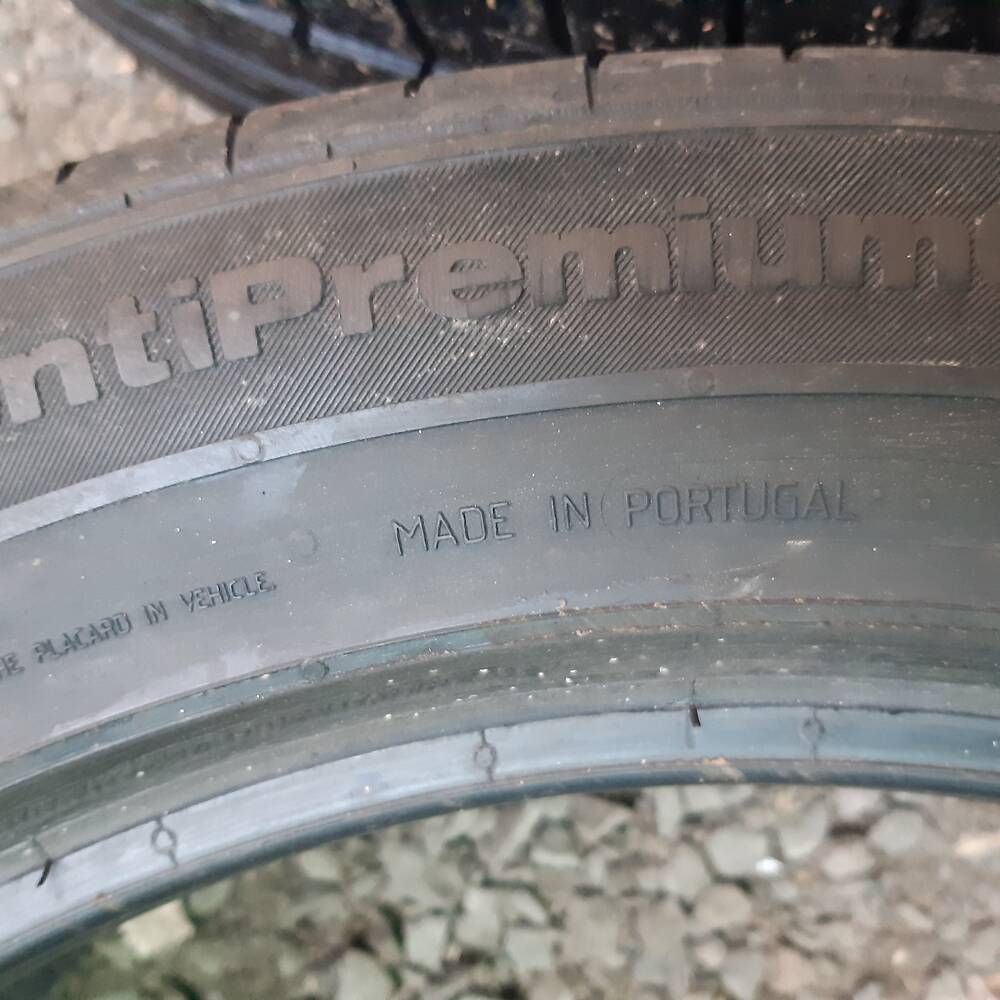 ntiPremium
MADE IN PORTUGAL
PLACARD IN VEHICLE.